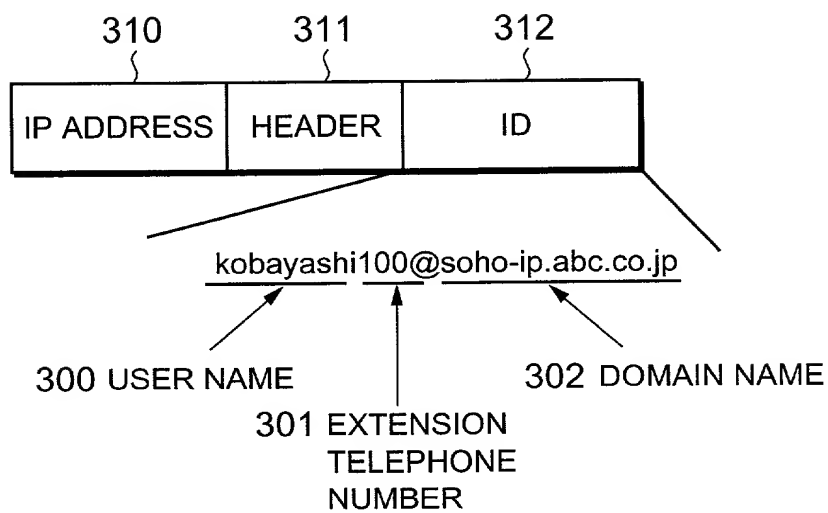 310 311 312
IP ADDRESS HEADER ID
kobayashi100@soho-ip.abc.co.jp
300 USER NAME
302 DOMAIN NAME
301 EXTENSION
TELEPHONE
NUMBER